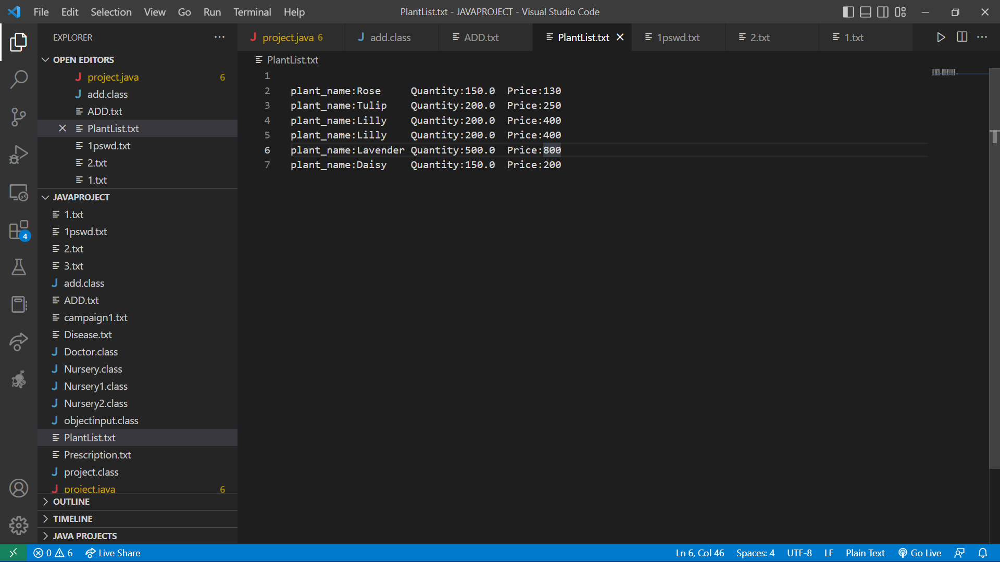 File Edit Selection View Go Run Terminal Help
PlantList.txt - JAVAPROJECT - Visual Studio Code
EXPLORER
OPEN EDITORS
project.java 6
add.class
ADD.txt
PlantList.txt
1pswd.txt
2.txt
1.txt
JAVAPROJECT
1.txt
1pswd.txt
2.txt
3.txt
add.class
ADD.txt
campaign1.txt
Disease.txt
Doctor.class
Nursery.class
Nursery1.class
Nursery2.class
objectinput.class
PlantList.txt
Prescription.txt
project.class
project.java 6
OUTLINE
TIMELINE
JAVA PROJECTS
4
project.java 6 add.class ADD.txt PlantList.txt 1pswd.txt 2.txt 1.txt
PlantList.txt
1
2 plant_name:Rose Quantity:150.0 Price:130
3 plant_name:Tulip Quantity:200.0 Price:250
4 plant_name:Lilly Quantity:200.0 Price:400
5 plant_name:Lilly Quantity:200.0 Price:400
6 plant_name:Lavender Quantity:500.0 Price:800
7 plant_name:Daisy Quantity:150.0 Price:200
0 6 Live Share Ln 6, Col 46 Spaces: 4 UTF-8 LF Plain Text Go Live